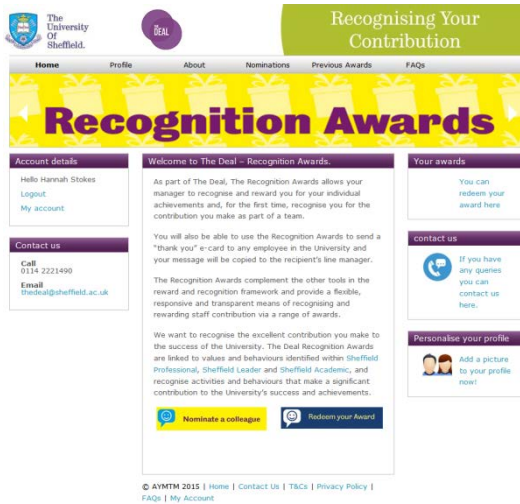 The
University
Of
Sheffield.
THE
DEAL
Recognising Your
Contribution
Home Profile About Nominations Previous Awards FAQs
Recognition Awards
Account details
Hello Hannah Stokes
Logout
My account
Contact us
Call
0114 2221490
Email
thedeal@sheffield.ac.uk
Welcome to The Deal – Recognition Awards.
As part of The Deal, The Recognition Awards allows your
manager to recognise and reward you for your individual
achievements and, for the first time, recognise you for the
contribution you make as part of a team.
You will also be able to use the Recognition Awards to send a
"thank you" e-card to any employee in the University and
your message will be copied to the recipient's line manager.
The Recognition Awards complement the other tools in the
reward and recognition framework and provide a flexible,
responsive and transparent means of recognising and
rewarding staff contribution via a range of awards.
We want to recognise the excellent contribution you make to
the success of the University. The Deal Recognition Awards
are linked to values and behaviours identified within Sheffield
Professional, Sheffield Leader and Sheffield Academic, and
recognise activities and behaviours that make a significant
contribution to the University's success and achievements.
Nominate a colleague
Redeem your Award
Your awards
You can
redeem your
award here
contact us
If you have
any queries
you can
contact us
here.
Personalise your profile
Add a picture
to your profile
now!
© AYMTM 2015 | Home | Contact Us | T&Cs | Privacy Policy |
FAQs | My Account